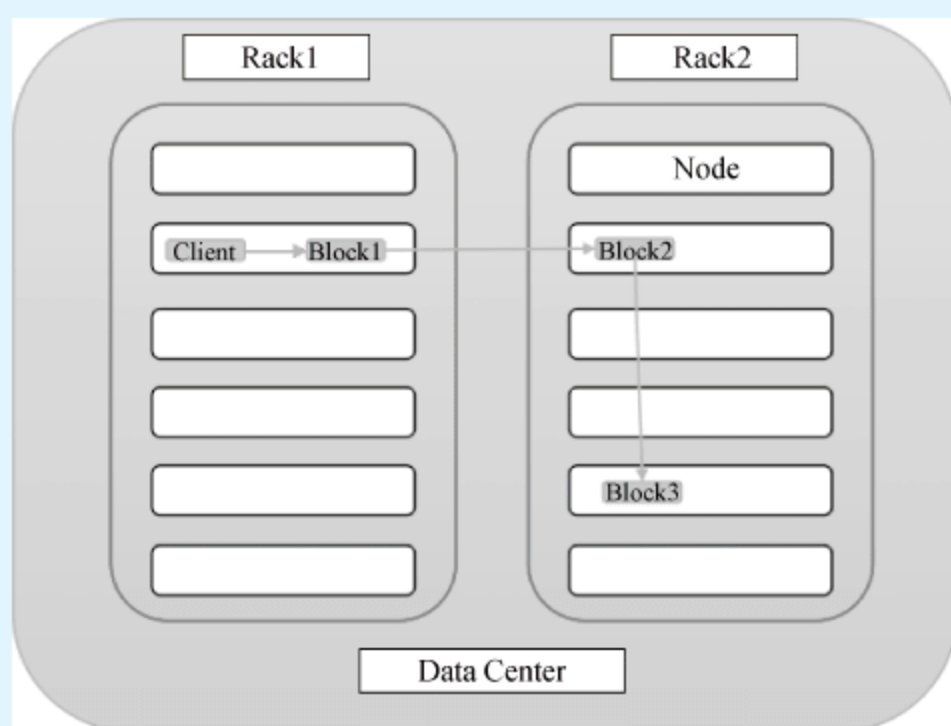 Rack1
Rack2
Node
Client
Block1
Block2
Block3
Data Center